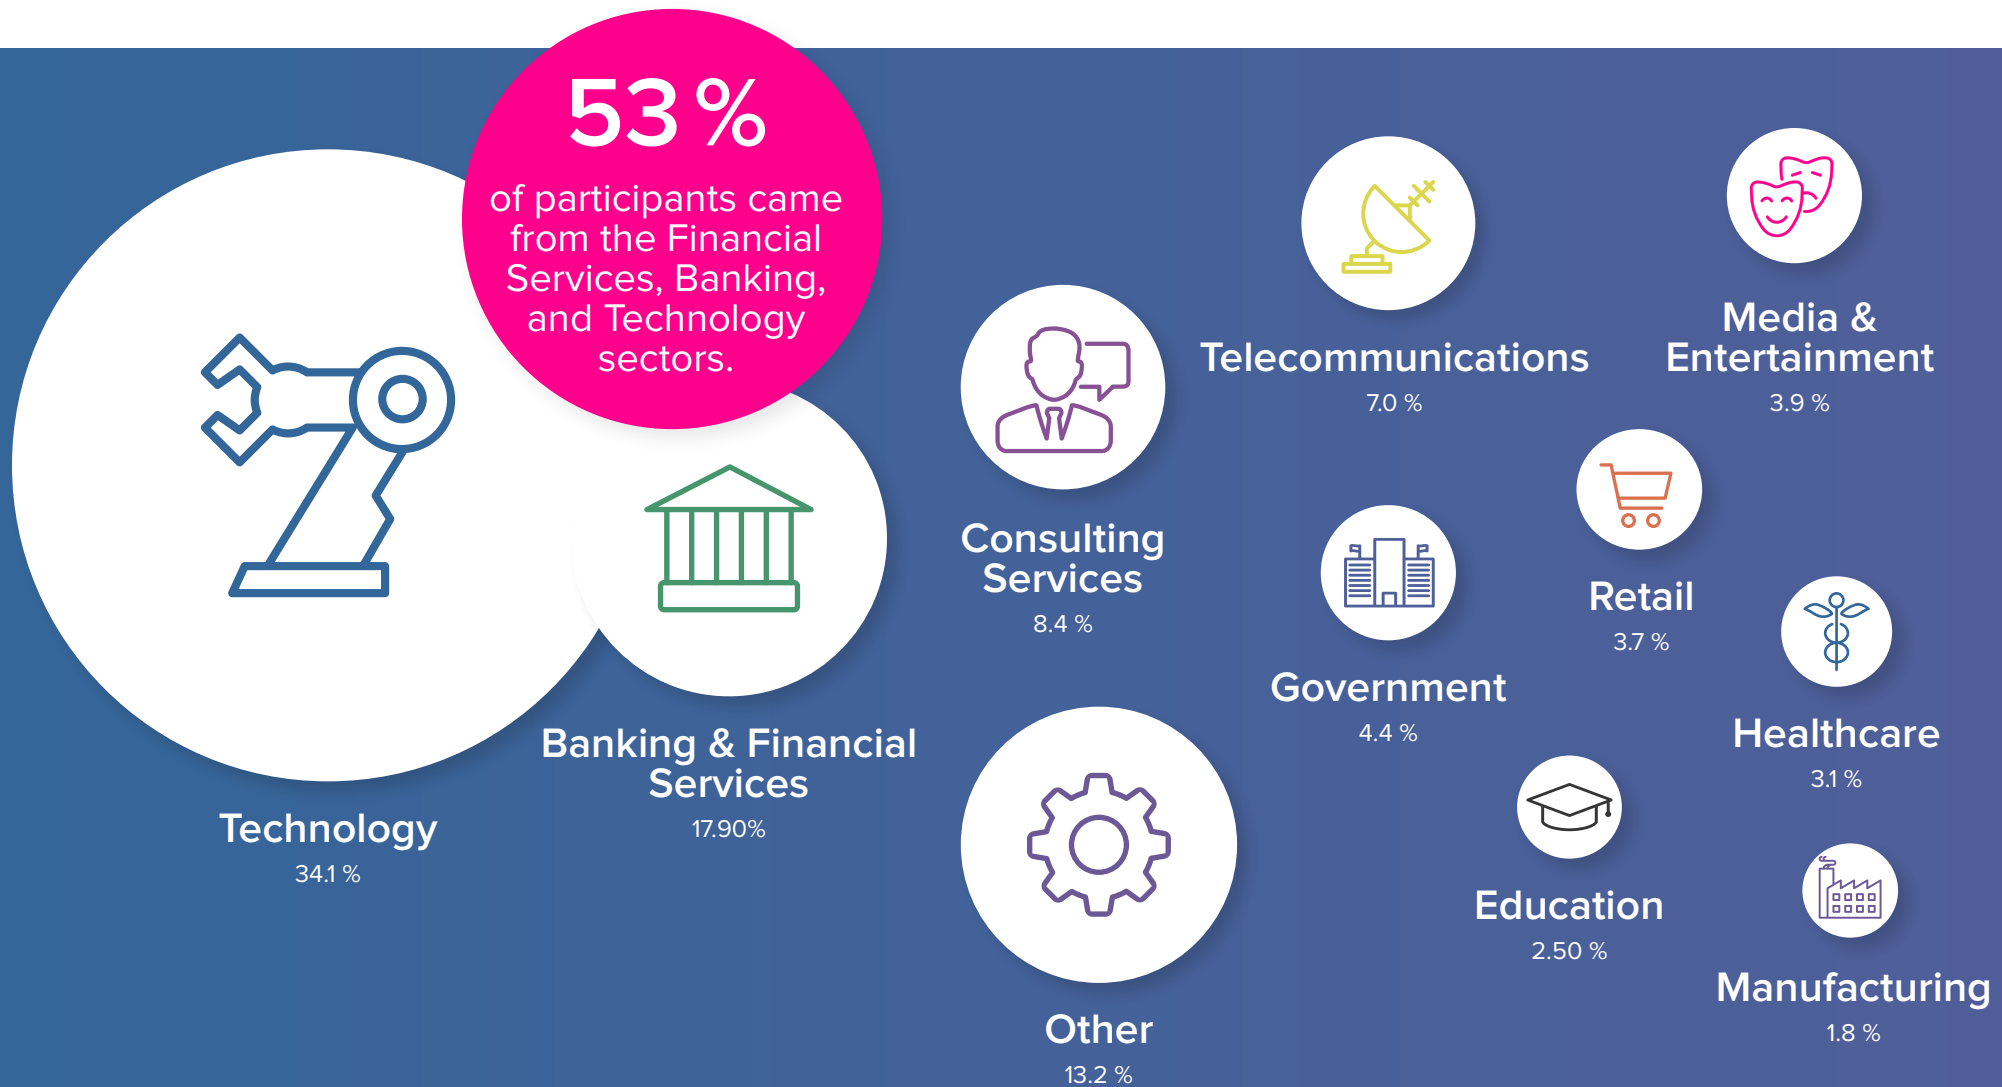 53 %
of participants came
from the Financial
Services, Banking,
and Technology
sectors.
Technology
34.1 %
Banking & Financial
Services
17.90%
Consulting
Services
8.4 %
Other
13.2 %
Telecommunications
7.0 %
Media &
Entertainment
3.9 %
Government
4.4 %
Retail
3.7 %
Healthcare
3.1 %
Education
2.50 %
Manufacturing
1.8 %